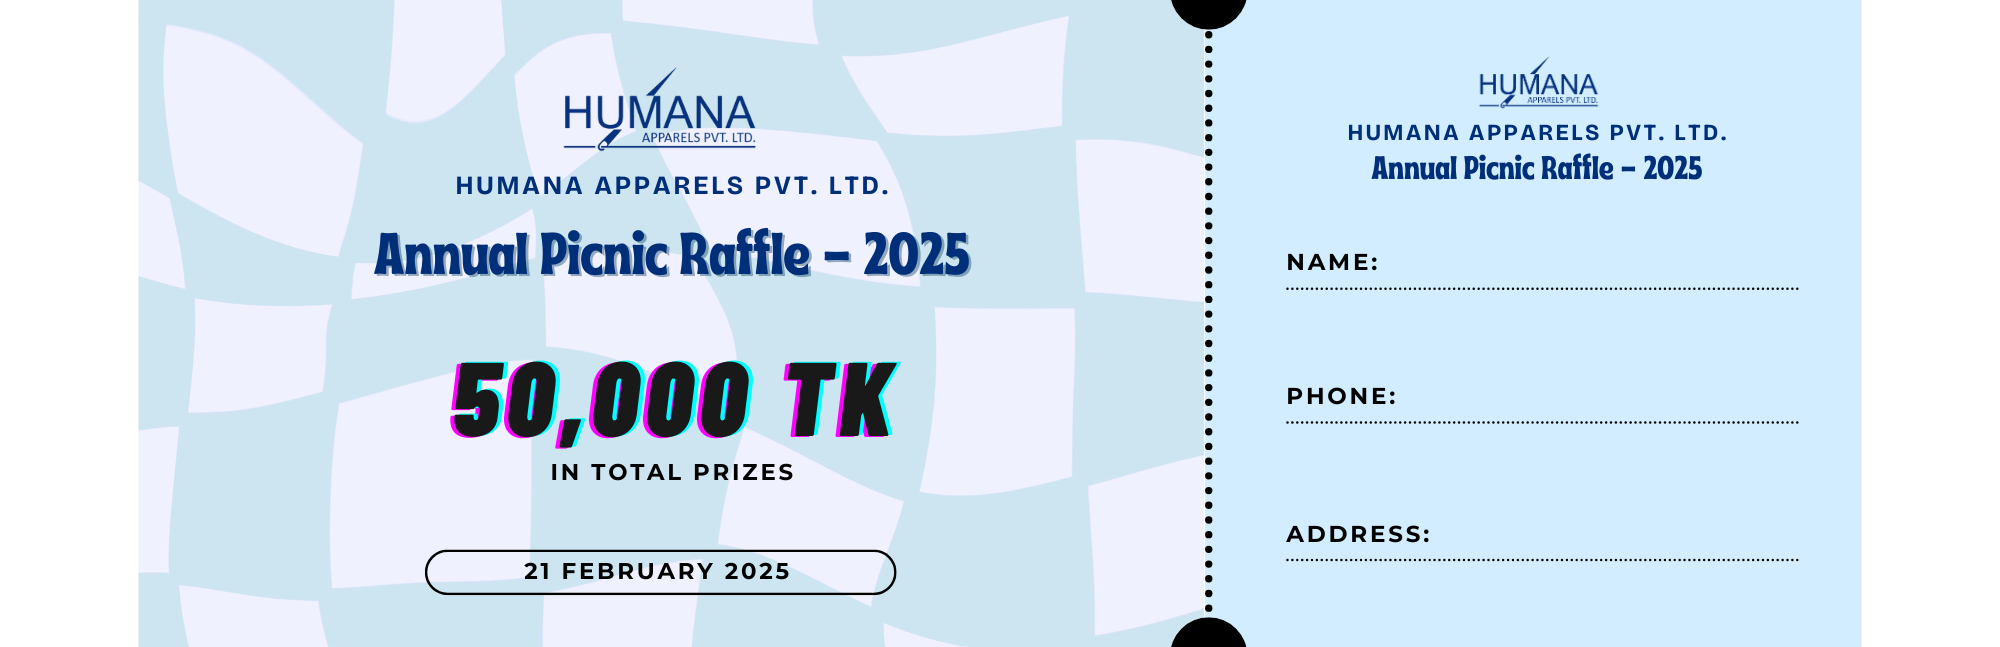 HUMANA
APPARELS PVT. LTD.
HUMANA APPARELS PVT. LTD.
Annual Picnic Raffle – 2025
50,000 TK
IN TOTAL PRIZES
21 FEBRUARY 2025
HUMANA
APPARELS PVT. LTD.
HUMANA APPARELS PVT. LTD.
Annual Picnic Raffle – 2025
NAME:
PHONE:
ADDRESS: